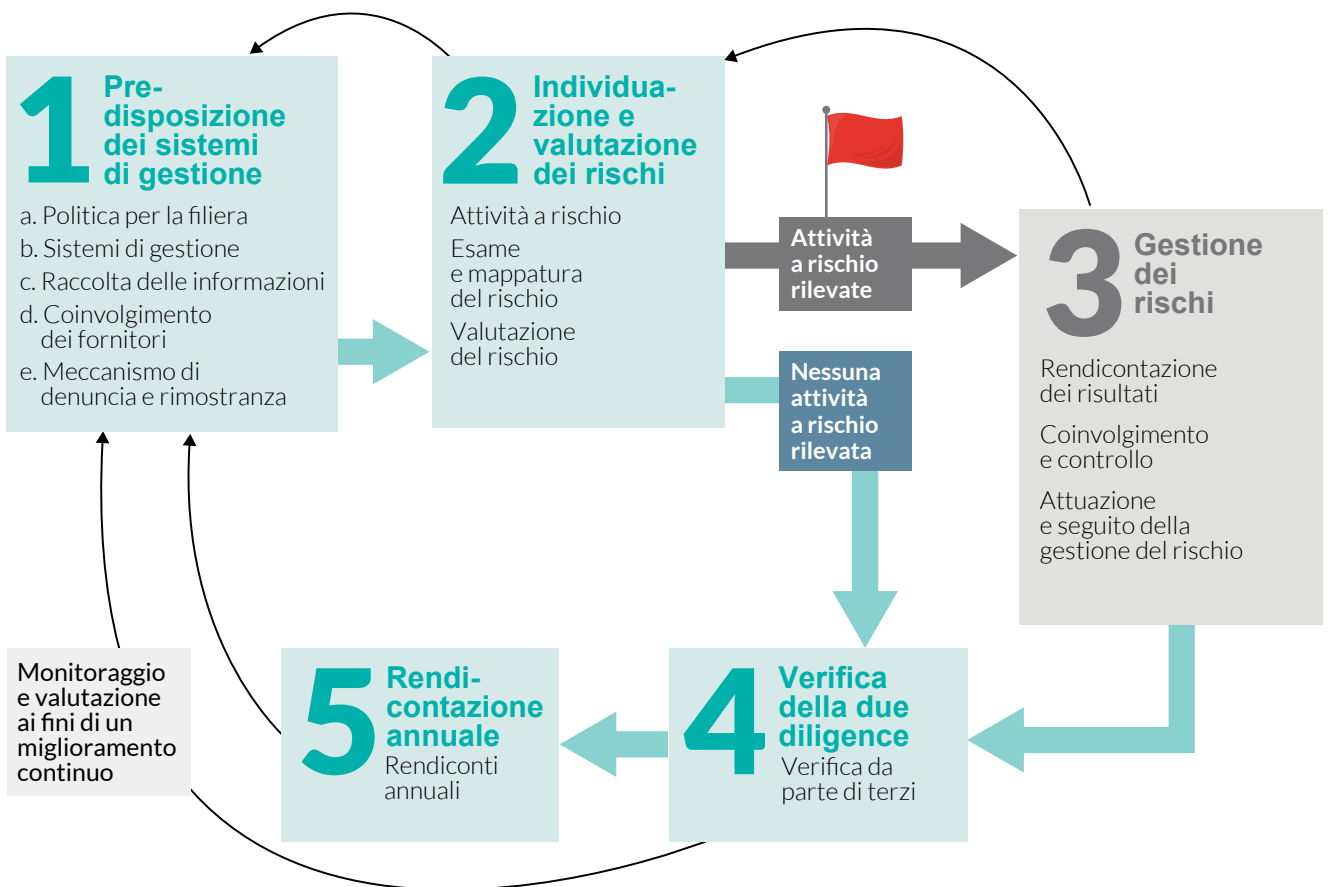 1
Pre-
disposizione
dei sistemi
di gestione
a. Politica per la filiera
b. Sistemi di gestione
c. Raccolta delle informazioni
d. Coinvolgimento
dei fornitori
e. Meccanismo di
denuncia e rimostranza
2
Individua-
zione e
valutazione
dei rischi
Attività a rischio
Esame
e mappatura
del rischio
Valutazione
del rischio
Attività
a rischio
rilevate
Nessuna
attività
a rischio
rilevata
3
Gestione
dei
rischi
Rendicontazione
dei risultati
Coinvolgimento
e controllo
Attuazione
e seguito della
gestione del rischio
4
Verifica
della due
diligence
Verifica da
parte di terzi
5
Rendi-
contazione
annuale
Rendiconti
annuali
Monitoraggio
e valutazione
ai fini di un
miglioramento
continuo